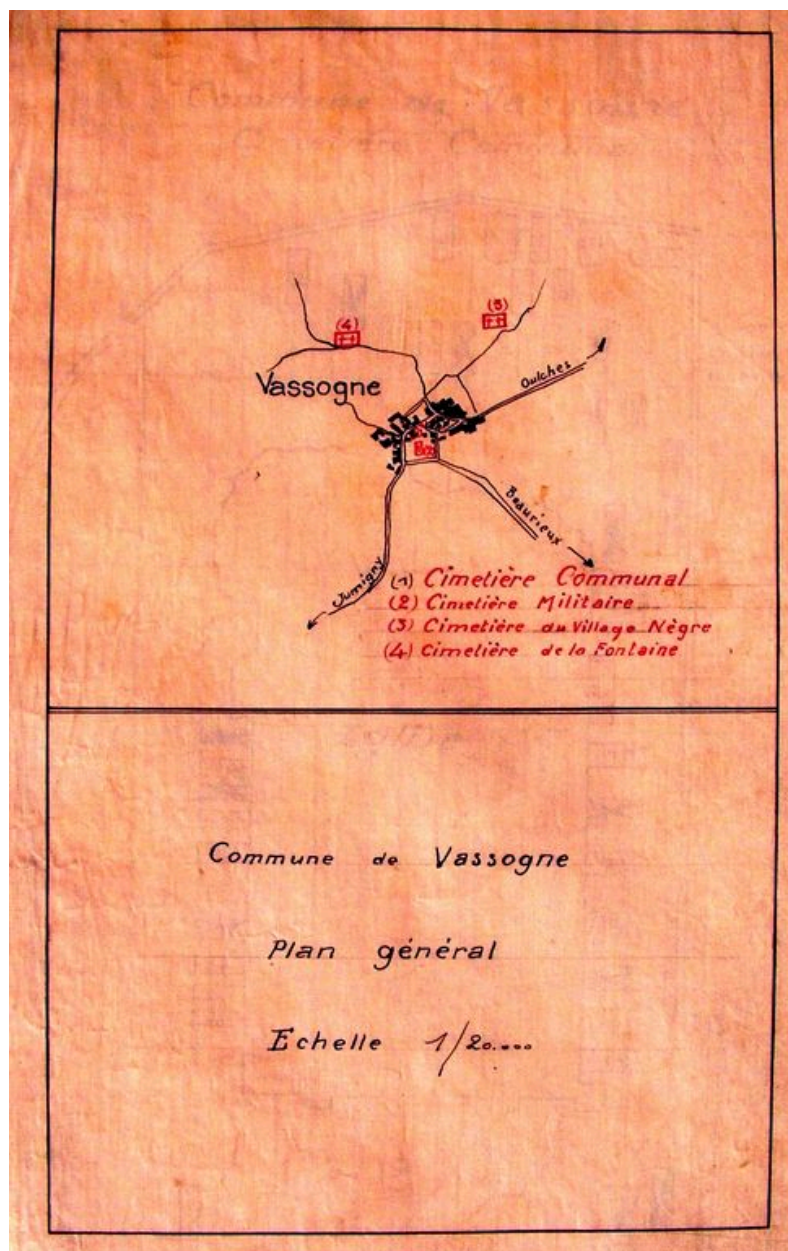 (4)
(3)
Vassogne
Oulches
Beaurieux
Jumigny
(1) Cimetière Communal
(2) Cimetière Militaire
(3) Cimetière du Village Nègre
(4) Cimetière de la Fontaine
Commune de Vassogne
Plan général
Echelle 1/20.000